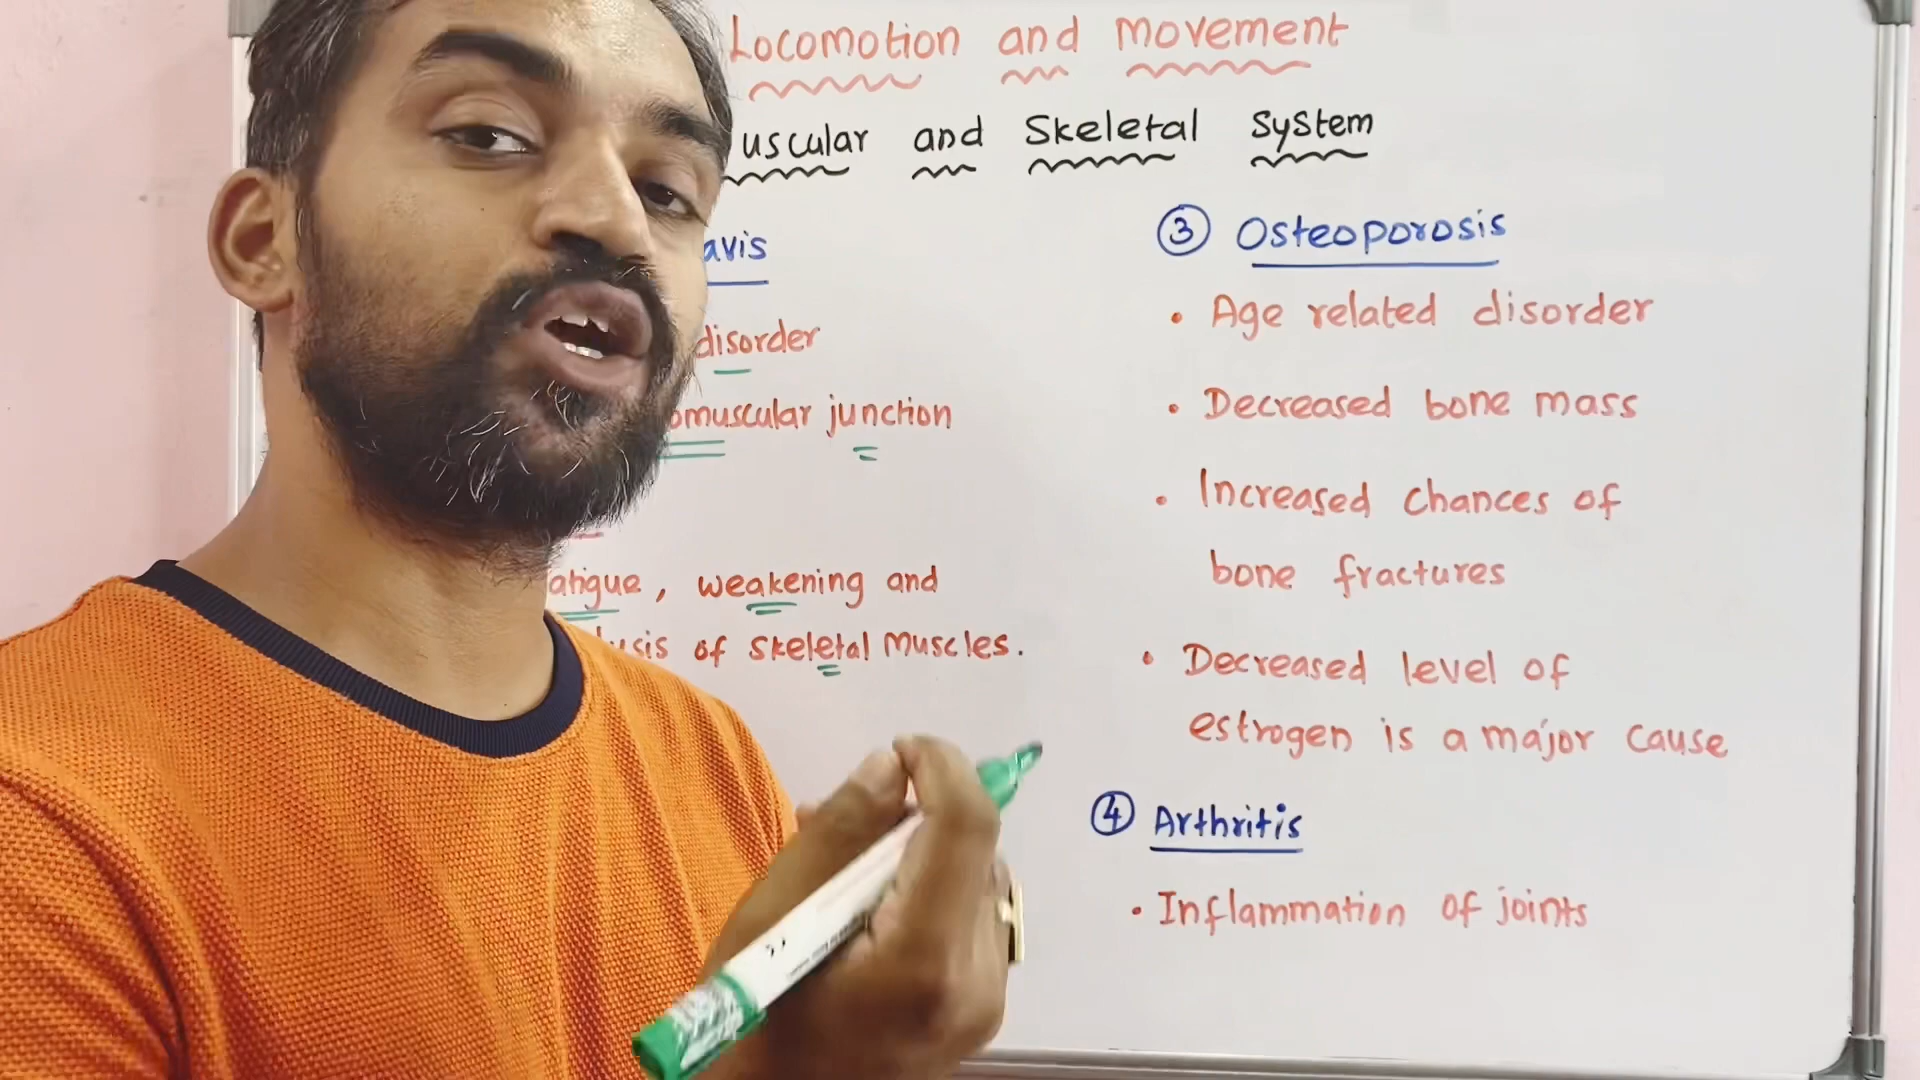 Locomotion and Movement
uscular and Skeletal System
avis
disorder
omuscular junction
atigue, weakening and
lysis of Skeletal Muscles.
③ Osteoporosis
• Age related disorder
• Decreased bone mass
• Increased Chances of
bone fractures
• Decreased level of
estrogen is a major cause
④ Arthritis
• Inflammation of joints